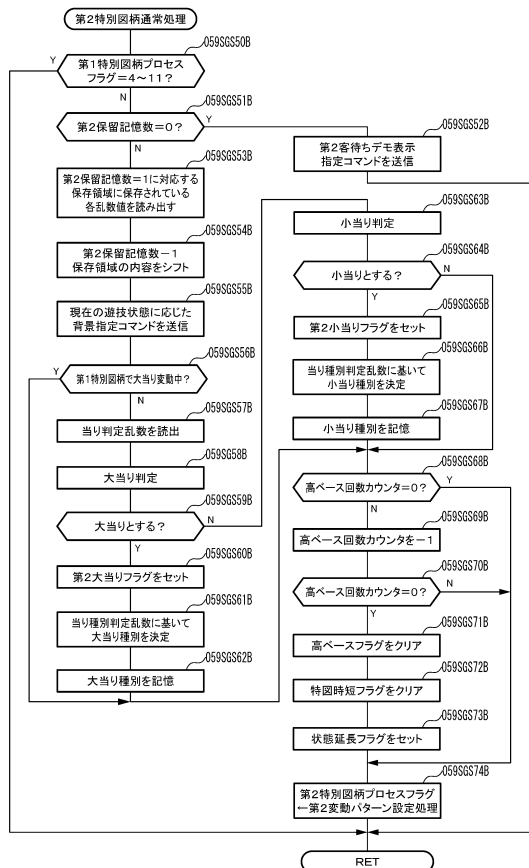 第2特別図柄通常処理
059SGS50B
Y
第1特別図柄プロセス
フラグ=4～11?
N
059SGS51B
第2保留記憶数=0?
Y
N
059SGS52B
第2客待ちデモ表示
指定コマンドを送信
059SGS53B
第2保留記憶数=1に対応する
保存領域に保存されている
各乱数値を読み出す
059SGS54B
第2保留記憶数-1
保存領域の内容をシフト
059SGS55B
現在の遊技状態に応じた
背景指定コマンドを送信
059SGS56B
Y
第1特別図柄で大当り変動中?
N
059SGS57B
当り判定乱数を読出
059SG58B
大当り判定
059SGS59B
大当りとする?
N
Y
059SGS60B
第2大当りフラグをセット
059SGS61B
当り種別判定乱数に基いて
大当り種別を決定
059SGS62B
大当り種別を記憶
059SGS63B
小当り判定
059SGS64B
小当りとする?
N
Y
059SGS65B
第2小当りフラグをセット
059SGS66B
当り種別判定乱数に基いて
小当り種別を決定
059SGS67B
小当り種別を記憶
059SGS68B
高ベース回数カウンタ=0?
Y
N
059SGS69B
高ベース回数カウンタを-1
059SGS70B
高ベース回数カウンタ=0?
N
Y
059SGS71B
高ベースフラグをクリア
059SGS72B
特図時短フラグをクリア
059SGS73B
状態延長フラグをセット
059SGS74B
第2特別図柄プロセスフラグ
←第2変動パターン設定処理
RET